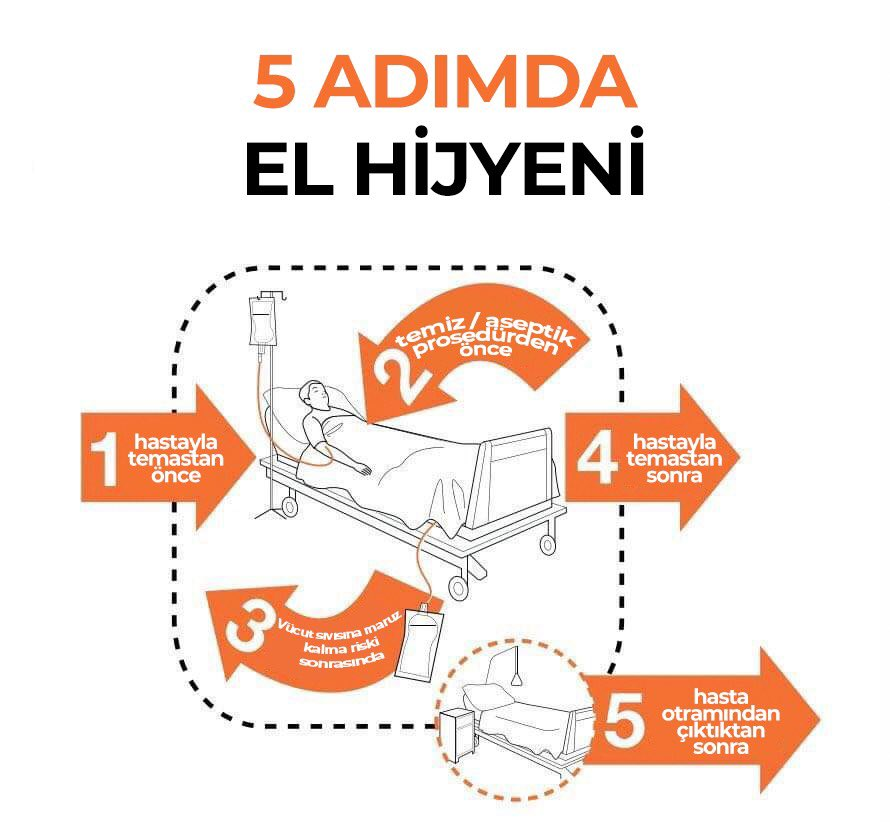 5 ADIMDA
EL HİJYENİ
1
hastayla
temastan
önce
2
temiz / aseptik
prosedürden
önce
3
Vücut sıvısına maruz
kalma riski
sonrasında
4
hastayla
temastan
sonra
5
hasta
otramından
çıktıktan
sonra